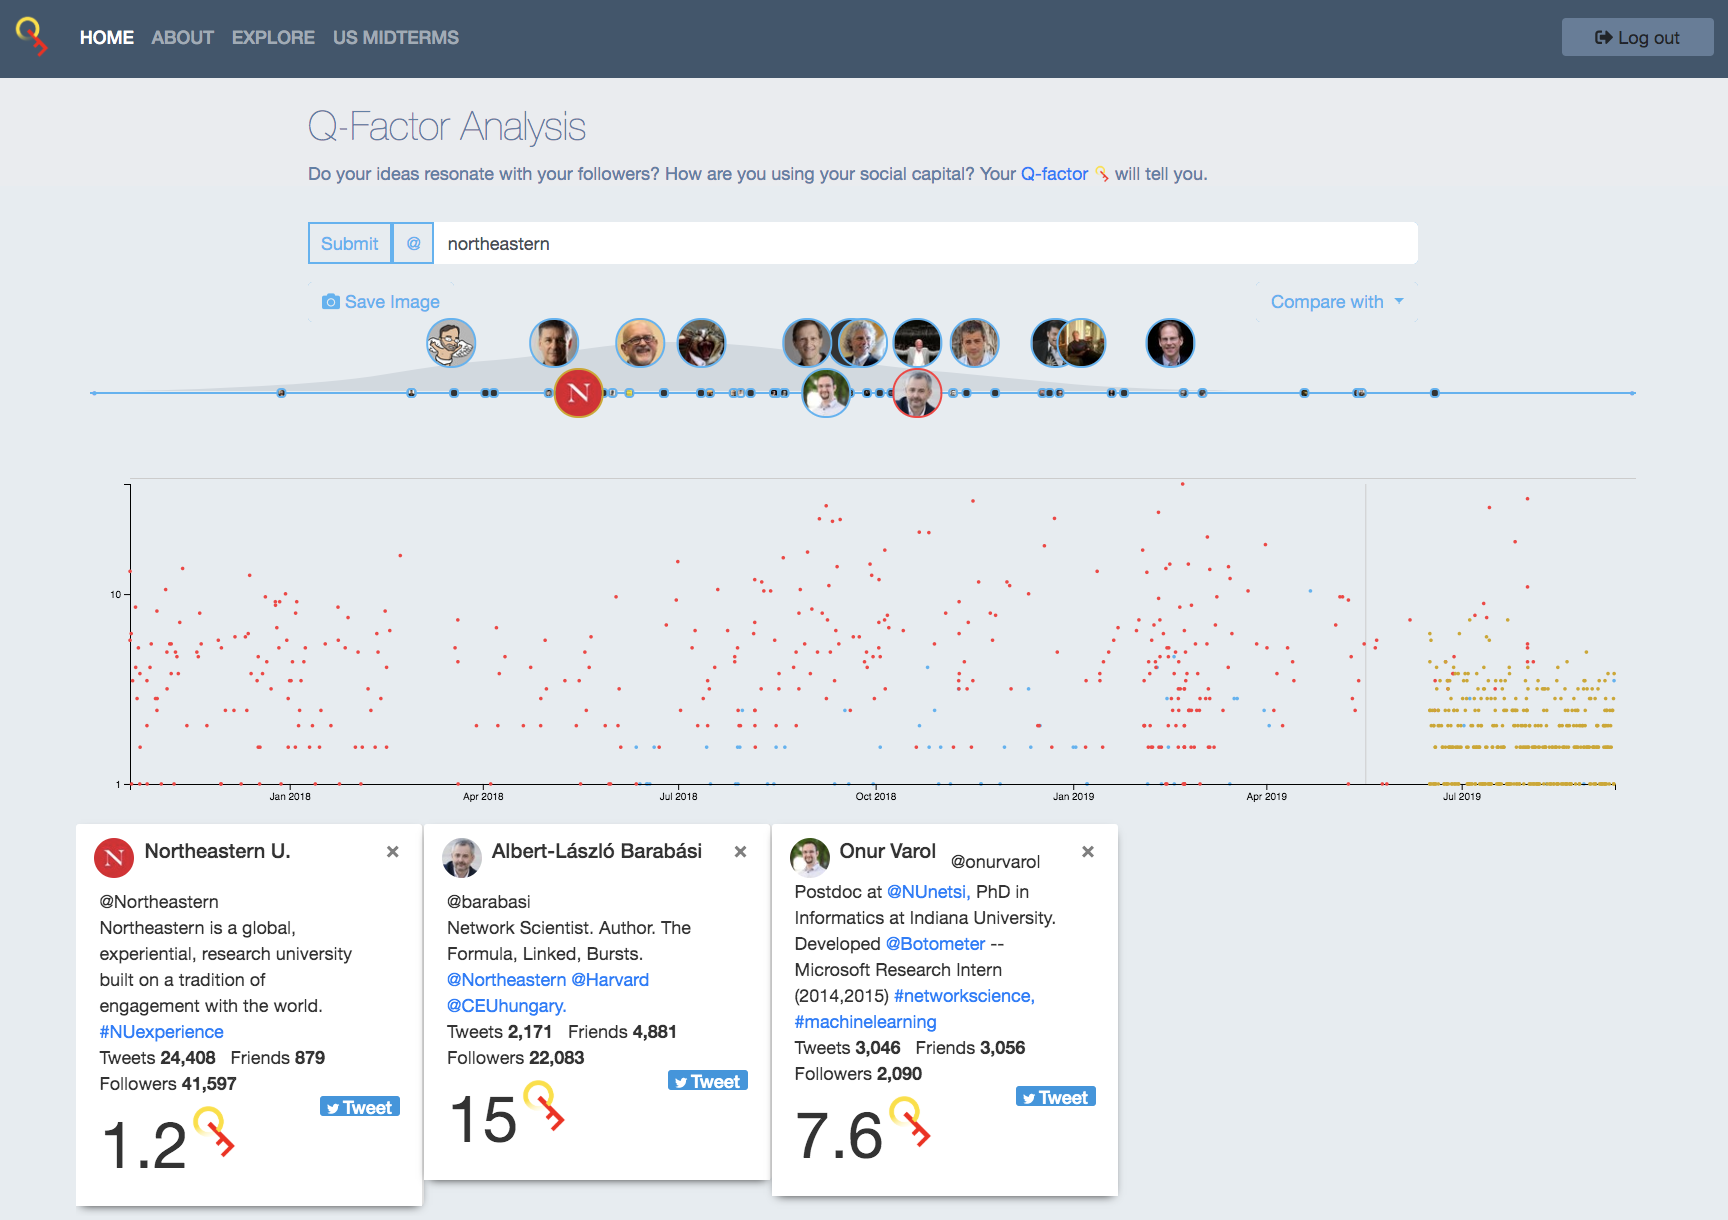 HOME ABOUT EXPLORE US MIDTERMS Log out
Q-Factor Analysis
Do your ideas resonate with your followers? How are you using your social capital? Your Q-factor will tell you.
Submit @ northeastern
Save Image Compare with
N
10
1
Jan 2018 Apr 2018 Jul 2018 Oct 2018 Jan 2019 Apr 2019 Jul 2019
N Northeastern U. ×
@Northeastern
Northeastern is a global,
experiential, research university
built on a tradition of
engagement with the world.
#NUexperience
Tweets 24,408 Friends 879
Followers 41,597
Tweet
1.2
Albert-László Barabási ×
@barabasi
Network Scientist. Author. The
Formula, Linked, Bursts.
@Northeastern @Harvard
@CEUhungary.
Tweets 2,171 Friends 4,881
Followers 22,083
Tweet
15
Onur Varol @onurvarol ×
Postdoc at @NUnetsi, PhD in
Informatics at Indiana University.
Developed @Botometer --
Microsoft Research Intern
(2014,2015) #networkscience,
#machinelearning
Tweets 3,046 Friends 3,056
Followers 2,090
Tweet
7.6